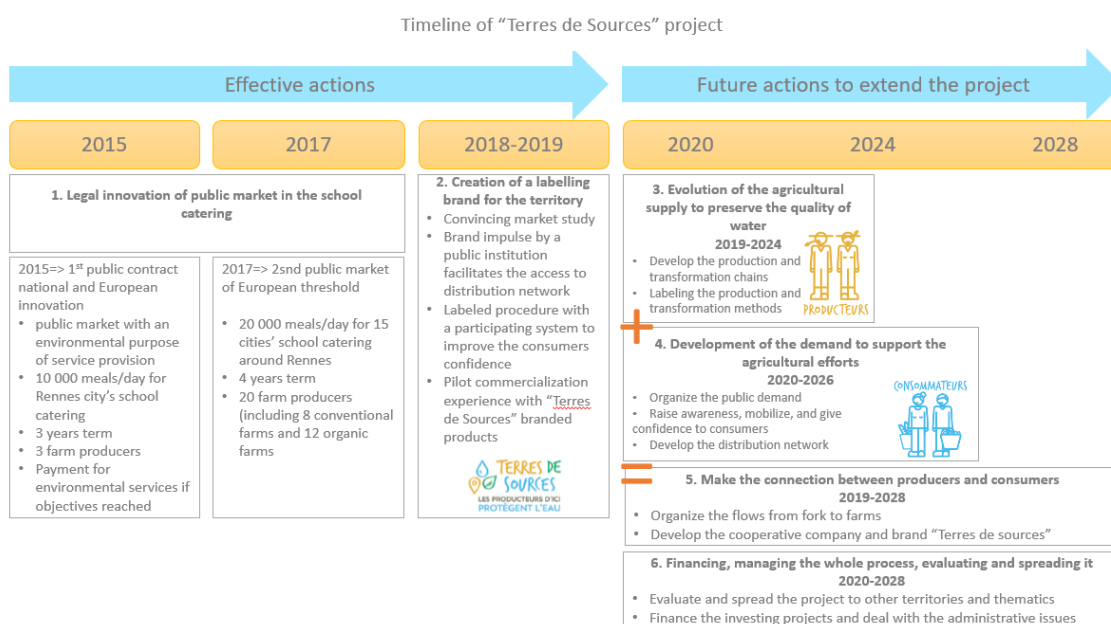 Timeline of “Terres de Sources” project
Effective actions
Future actions to extend the project
2015
2017
2018-2019
2020
2024
2028
1. Legal innovation of public market in the school
catering
2015=> 1st public contract
national and European
innovation
• public market with an
environmental purpose
of service provision
• 10 000 meals/day for
Rennes city’s school
catering
• 3 years term
• 3 farm producers
• Payment for
environmental services if
objectives reached
2017=> 2snd public market
of European threshold
• 20 000 meals/day for 15
cities’ school catering
around Rennes
• 4 years term
• 20 farm producers
(including 8 conventional
farms and 12 organic
farms
2. Creation of a labelling
brand for the territory
• Convincing market study
• Brand impulse by a
public institution
facilitates the access to
distribution network
• Labeled procedure with
a participating system to
improve the consumers
confidence
• Pilot commercialization
experience with “Terres
de Sources” branded
products
TERRES DE
SOURCES
LES PRODUCTEURS D'ICI
PROTÈGENT L'EAU
3. Evolution of the agricultural
supply to preserve the quality of
water
2019-2024
• Develop the production and
transformation chains
• Labeling the production and
transformation methods
PRODUCTEURS
4. Development of the demand to support the
agricultural efforts
2020-2026
• Organize the public demand
• Raise awareness, mobilize, and give
confidence to consumers
• Develop the distribution network
CONSOMMATEURS
5. Make the connection between producers and consumers
2019-2028
• Organize the flows from fork to farms
• Develop the cooperative company and brand “Terres de sources”
6. Financing, managing the whole process, evaluating and spreading it
2020-2028
• Evaluate and spread the project to other territories and thematics
• Finance the investing projects and deal with the administrative issues